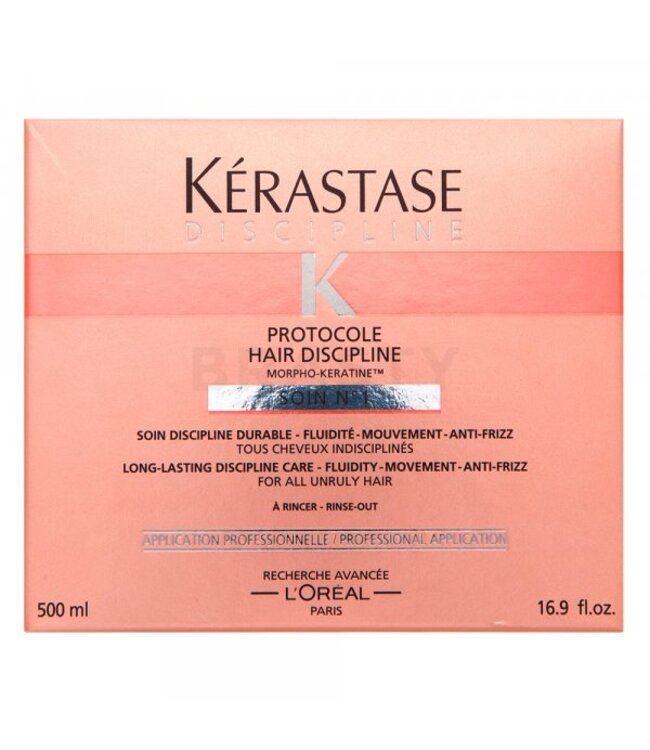 KÉRASTASE
DISCIPLINE
K
PROTOCOLE
HAIR DISCIPLINE
MORPHO-KERATINE™
BEAUTY
SOIN N°1
SOIN DISCIPLINE DURABLE - FLUIDITÉ - MOUVEMENT - ANTI-FRIZZ
TOUS CHEVEUX INDISCIPLINÉS
LONG-LASTING DISCIPLINE CARE - FLUIDITY - MOVEMENT - ANTI-FRIZZ
FOR ALL UNRULY HAIR
À RINCER - RINSE-OUT
APPLICATION PROFESSIONNELLE / PROFESSIONAL APPLICATION
RECHERCHE AVANCÉE
L'ORÉAL
PARIS
500 ml 16.9 fl.oz.